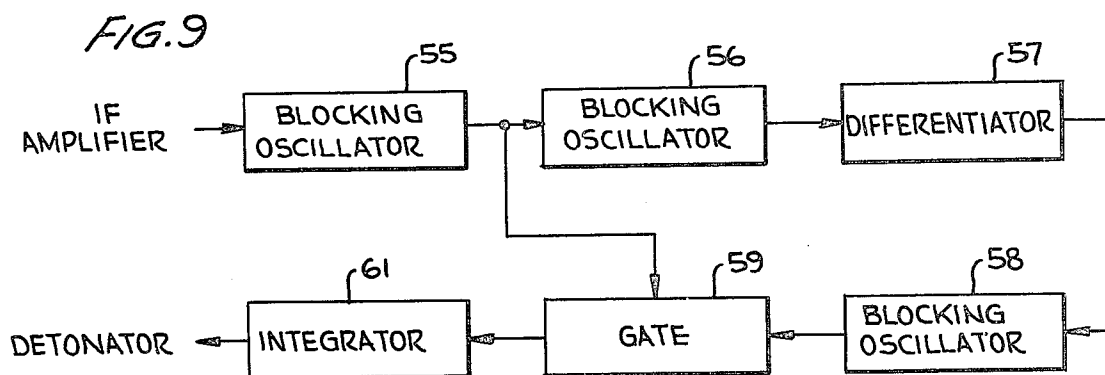 FIG.9
IF
AMPLIFIER
55
BLOCKING
OSCILLATOR
56
BLOCKING
OSCILLATOR
57
DIFFERENTIATOR
58
BLOCKING
OSCILLATOR
59
GATE
61
INTEGRATOR
DETONATOR